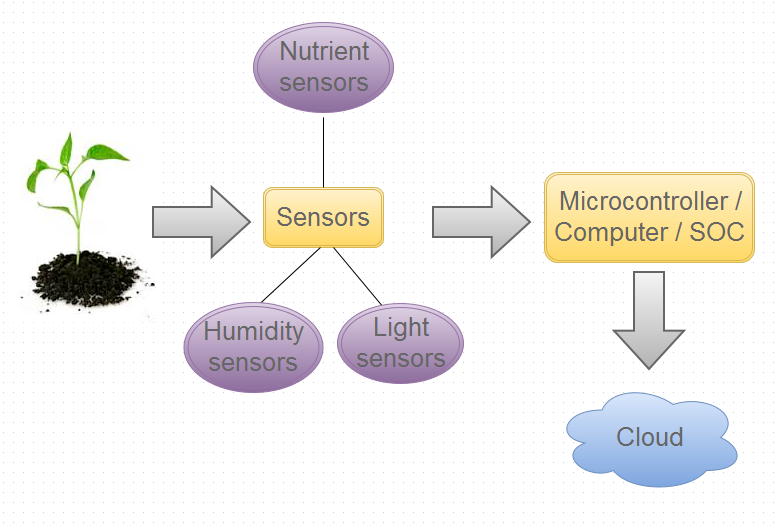 Nutrient
sensors
Sensors
Microcontroller /
Computer / SOC
Humidity
sensors
Light
sensors
Cloud